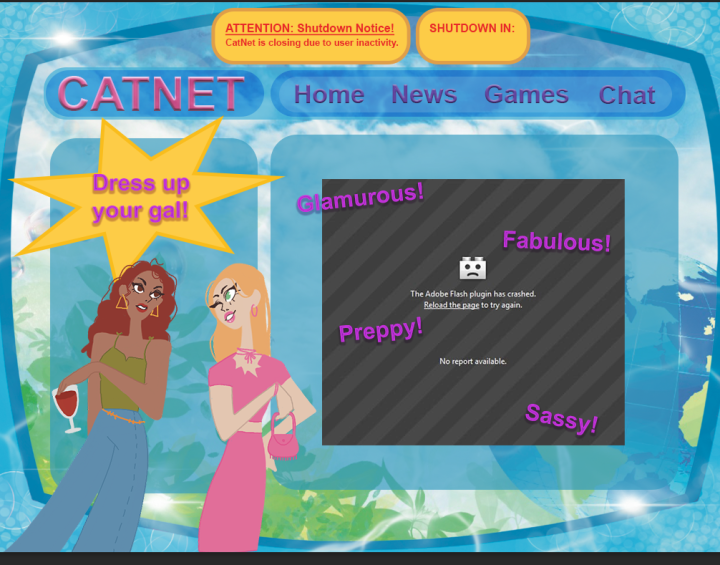 ATTENTION: Shutdown Notice!
CatNet is closing due to user inactivity.
SHUTDOWN IN:
CATNET
Home
News
Games
Chat
Dress up
your gal!
Glamurous!
Fabulous!
The Adobe Flash plugin has crashed.
Reload the page to try again.
Preppy!
No report available.
Sassy!